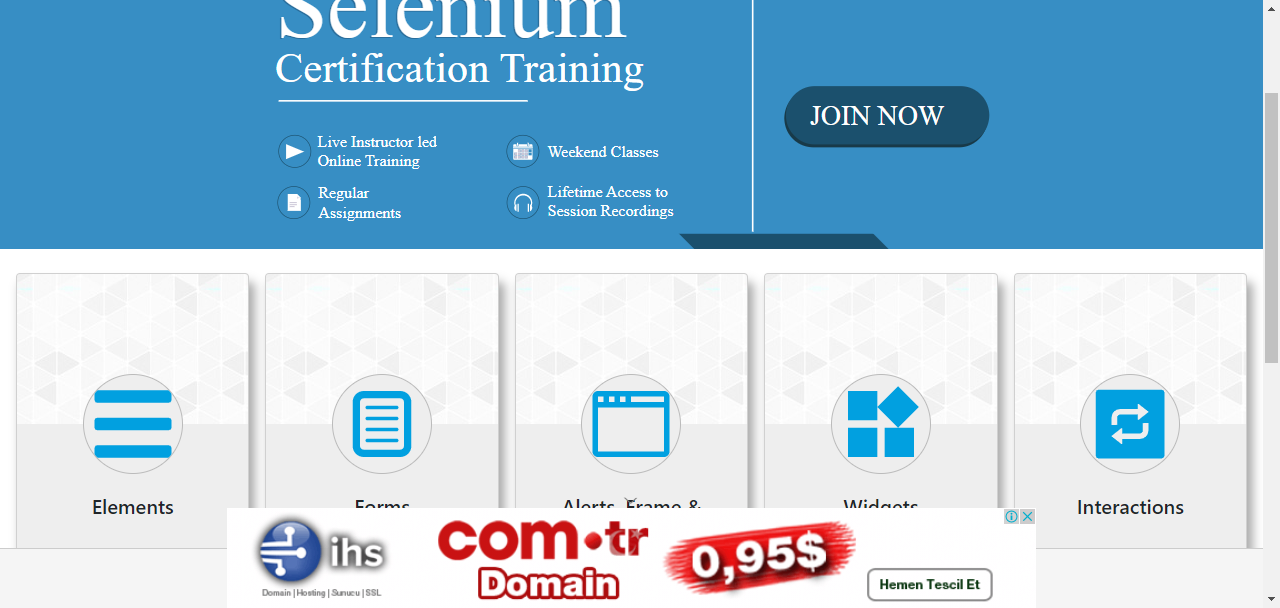 Selenium
Certification Training
Live Instructor led
Online Training
Weekend Classes
Regular
Assignments
Lifetime Access to
Session Recordings
JOIN NOW
Elements
Forms
Alerts, Frame &
Widgets
Interactions
ihs
Domain | Hosting | Sunucu | SSL
com.tr
Domain
0,95$
Hemen Tescil Et